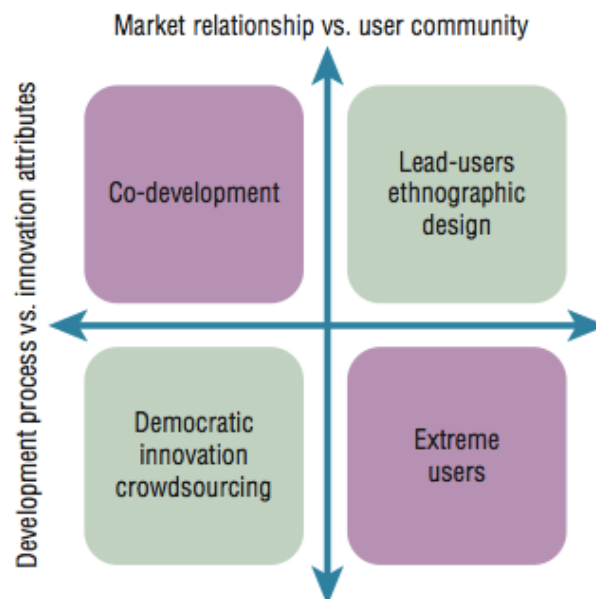 Market relationship vs. user community
Development process vs. innovation attributes
Co-development
Lead-users
ethnographic
design
Democratic
innovation
crowdsourcing
Extreme
users